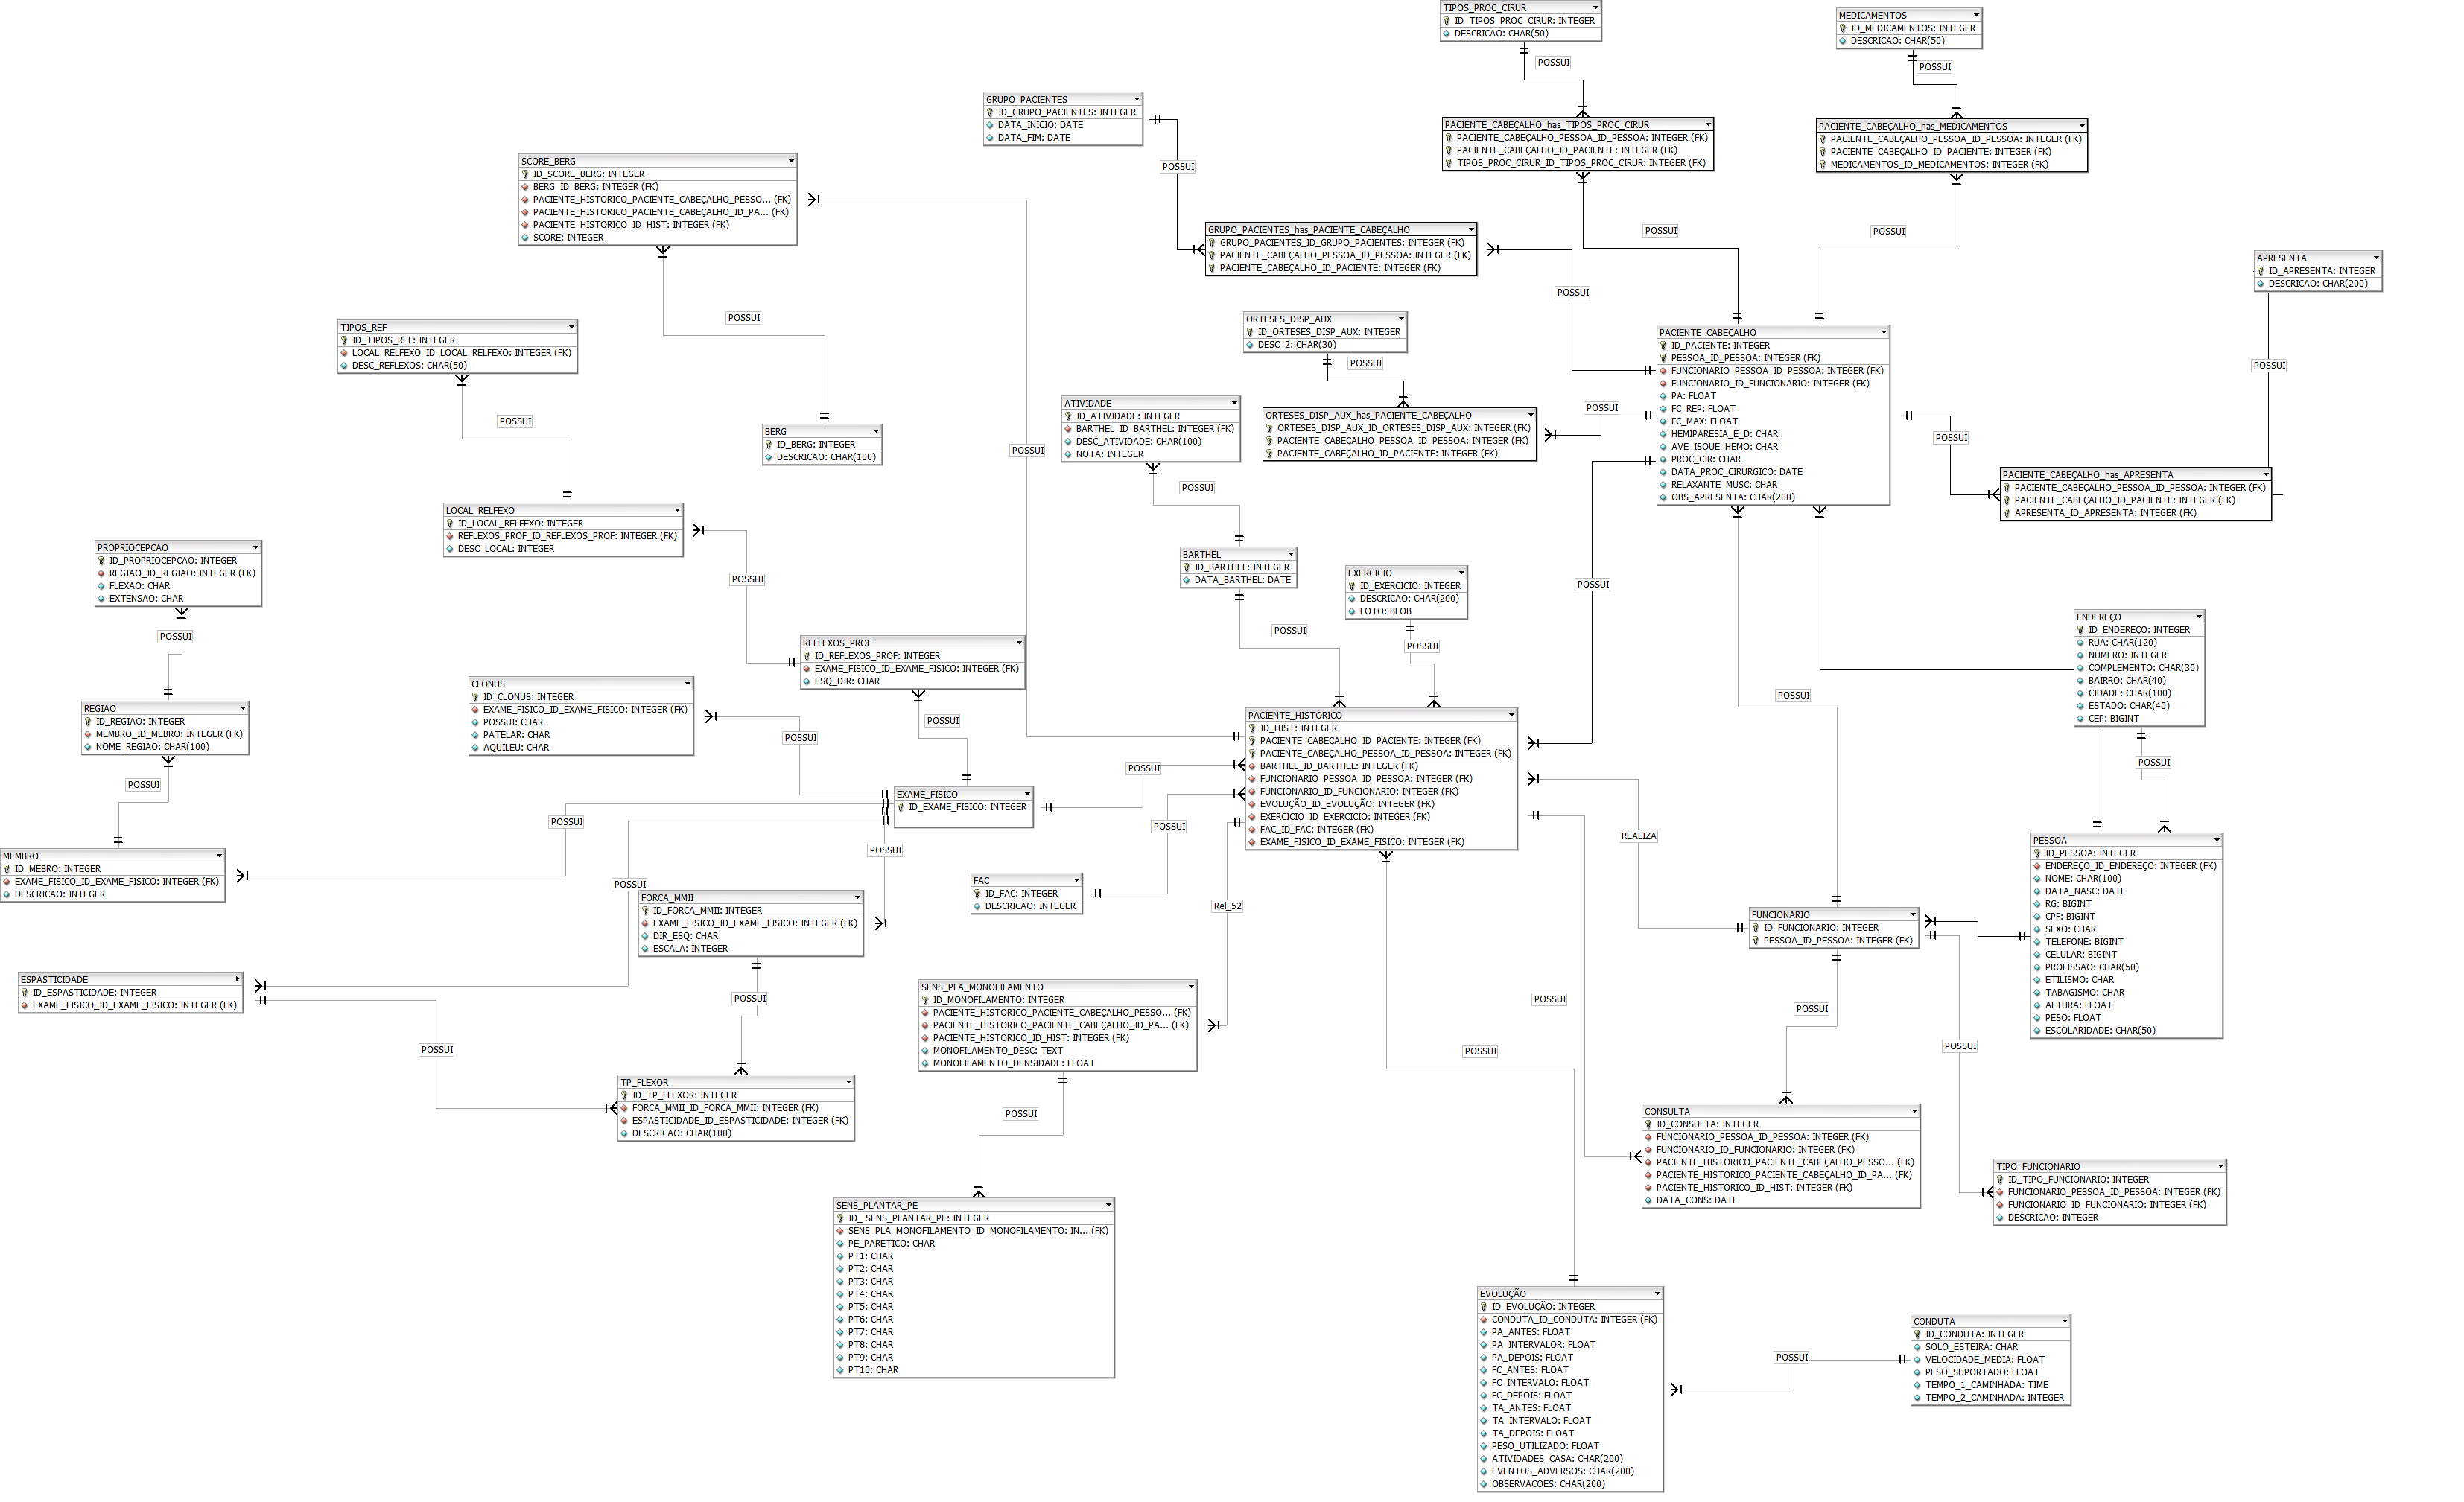 TIPOS_PROC_CIRUR
ID_TIPOS_PROC_CIRUR: INTEGER
DESCRICAO: CHAR(50)
POSSUI
MEDICAMENTOS
ID_MEDICAMENTOS: INTEGER
DESCRICAO: CHAR(50)
POSSUI
GRUPO_PACIENTES
ID_GRUPO_PACIENTES: INTEGER
DATA_INICIO: DATE
DATA_FIM: DATE
POSSUI
PACIENTE_CABEÇALHO_has_TIPOS_PROC_CIRUR
PACIENTE_CABEÇALHO_PESSOA_ID_PESSOA: INTEGER (FK)
PACIENTE_CABEÇALHO_ID_PACIENTE: INTEGER (FK)
TIPOS_PROC_CIRUR_ID_TIPOS_PROC_CIRUR: INTEGER (FK)
POSSUI
PACIENTE_CABEÇALHO_has_MEDICAMENTOS
PACIENTE_CABEÇALHO_PESSOA_ID_PESSOA: INTEGER (FK)
PACIENTE_CABEÇALHO_ID_PACIENTE: INTEGER (FK)
MEDICAMENTOS_ID_MEDICAMENTOS: INTEGER (FK)
POSSUI
SCORE_BERG
ID_SCORE_BERG: INTEGER
BERG_ID_BERG: INTEGER (FK)
PACIENTE_HISTORICO_PACIENTE_CABEÇALHO_PESSO... (FK)
PACIENTE_HISTORICO_PACIENTE_CABEÇALHO_ID_PA... (FK)
PACIENTE_HISTORICO_ID_HIST: INTEGER (FK)
SCORE: INTEGER
POSSUI
GRUPO_PACIENTES_has_PACIENTE_CABEÇALHO
GRUPO_PACIENTES_ID_GRUPO_PACIENTES: INTEGER (FK)
PACIENTE_CABEÇALHO_PESSOA_ID_PESSOA: INTEGER (FK)
PACIENTE_CABEÇALHO_ID_PACIENTE: INTEGER (FK)
POSSUI
APRESENTA
ID_APRESENTA: INTEGER
DESCRICAO: CHAR(200)
POSSUI
TIPOS_REF
ID_TIPOS_REF: INTEGER
LOCAL_RELFEXO_ID_LOCAL_RELFEXO: INTEGER (FK)
DESC_REFLEXOS: CHAR(50)
POSSUI
ORTESES_DISP_AUX
ID_ORTESES_DISP_AUX: INTEGER
DESC_2: CHAR(30)
POSSUI
PACIENTE_CABEÇALHO
ID_PACIENTE: INTEGER
PESSOA_ID_PESSOA: INTEGER (FK)
FUNCIONARIO_PESSOA_ID_PESSOA: INTEGER (FK)
FUNCIONARIO_ID_FUNCIONARIO: INTEGER (FK)
PA: FLOAT
FC_REP: FLOAT
FC_MAX: FLOAT
HEMIPARESIA_E_D: CHAR
AVE_ISQUE_HEMO: CHAR
PROC_CIR: CHAR
DATA_PROC_CIRURGICO: DATE
RELAXANTE_MUSC: CHAR
OBS_APRESENTA: CHAR(200)
POSSUI
ATIVIDADE
ID_ATIVIDADE: INTEGER
BARTHEL_ID_BARTHEL: INTEGER (FK)
DESC_ATIVIDADE: CHAR(100)
NOTA: INTEGER
POSSUI
ORTESES_DISP_AUX_has_PACIENTE_CABEÇALHO
ORTESES_DISP_AUX_ID_ORTESES_DISP_AUX: INTEGER (FK)
PACIENTE_CABEÇALHO_PESSOA_ID_PESSOA: INTEGER (FK)
PACIENTE_CABEÇALHO_ID_PACIENTE: INTEGER (FK)
POSSUI
BERG
ID_BERG: INTEGER
DESCRICAO: CHAR(100)
POSSUI
PACIENTE_CABEÇALHO_has_APRESENTA
PACIENTE_CABEÇALHO_PESSOA_ID_PESSOA: INTEGER (FK)
PACIENTE_CABEÇALHO_ID_PACIENTE: INTEGER (FK)
APRESENTA_ID_APRESENTA: INTEGER (FK)
LOCAL_RELFEXO
ID_LOCAL_RELFEXO: INTEGER
REFLEXOS_PROF_ID_REFLEXOS_PROF: INTEGER (FK)
DESC_LOCAL: INTEGER
POSSUI
PROPRIOCEPCAO
ID_PROPRIOCEPCAO: INTEGER
REGIAO_ID_REGIAO: INTEGER (FK)
FLEXAO: CHAR
EXTENSAO: CHAR
POSSUI
BARTHEL
ID_BARTHEL: INTEGER
DATA_BARTHEL: DATE
POSSUI
EXERCICIO
ID_EXERCICIO: INTEGER
DESCRICAO: CHAR(200)
FOTO: BLOB
POSSUI
POSSUI
ENDEREÇO
ID_ENDEREÇO: INTEGER
RUA: CHAR(120)
NUMERO: INTEGER
COMPLEMENTO: CHAR(30)
BAIRRO: CHAR(40)
CIDADE: CHAR(100)
ESTADO: CHAR(40)
CEP: BIGINT
POSSUI
REFLEXOS_PROF
ID_REFLEXOS_PROF: INTEGER
EXAME_FISICO_ID_EXAME_FISICO: INTEGER (FK)
ESQ_DIR: CHAR
POSSUI
CLONUS
ID_CLONUS: INTEGER
EXAME_FISICO_ID_EXAME_FISICO: INTEGER (FK)
POSSUI: CHAR
PATELAR: CHAR
AQUILEU: CHAR
POSSUI
REGIAO
ID_REGIAO: INTEGER
MEMBRO_ID_MEBRO: INTEGER (FK)
NOME_REGIAO: CHAR(100)
POSSUI
POSSUI
PACIENTE_HISTORICO
ID_HIST: INTEGER
PACIENTE_CABEÇALHO_ID_PACIENTE: INTEGER (FK)
PACIENTE_CABEÇALHO_PESSOA_ID_PESSOA: INTEGER (FK)
BARTHEL_ID_BARTHEL: INTEGER (FK)
FUNCIONARIO_PESSOA_ID_PESSOA: INTEGER (FK)
FUNCIONARIO_ID_FUNCIONARIO: INTEGER (FK)
EVOLUÇÃO_ID_EVOLUÇÃO: INTEGER (FK)
EXERCICIO_ID_EXERCICIO: INTEGER (FK)
FAC_ID_FAC: INTEGER (FK)
EXAME_FISICO_ID_EXAME_FISICO: INTEGER (FK)
POSSUI
EXAME_FISICO
ID_EXAME_FISICO: INTEGER
POSSUI
POSSUI
POSSUI
REALIZA
MEMBRO
ID_MEBRO: INTEGER
EXAME_FISICO_ID_EXAME_FISICO: INTEGER (FK)
DESCRICAO: INTEGER
POSSUI
PESSOA
ID_PESSOA: INTEGER
ENDEREÇO_ID_ENDEREÇO: INTEGER (FK)
NOME: CHAR(100)
DATA_NASC: DATE
RG: BIGINT
CPF: BIGINT
SEXO: CHAR
TELEFONE: BIGINT
CELULAR: BIGINT
PROFISSAO: CHAR(50)
ETILISMO: CHAR
TABAGISMO: CHAR
ALTURA: FLOAT
PESO: FLOAT
ESCOLARIDADE: CHAR(50)
FAC
ID_FAC: INTEGER
DESCRICAO: INTEGER
Rel_52
FORCA_MMII
ID_FORCA_MMII: INTEGER
EXAME_FISICO_ID_EXAME_FISICO: INTEGER (FK)
DIR_ESQ: CHAR
ESCALA: INTEGER
POSSUI
FUNCIONARIO
ID_FUNCIONARIO: INTEGER
PESSOA_ID_PESSOA: INTEGER (FK)
ESPASTICIDADE
ID_ESPASTICIDADE: INTEGER
EXAME_FISICO_ID_EXAME_FISICO: INTEGER (FK)
POSSUI
SENS_PLA_MONOFILAMENTO
ID_MONOFILAMENTO: INTEGER
PACIENTE_HISTORICO_PACIENTE_CABEÇALHO_PESSO... (FK)
PACIENTE_HISTORICO_PACIENTE_CABEÇALHO_ID_PA... (FK)
PACIENTE_HISTORICO_ID_HIST: INTEGER (FK)
MONOFILAMENTO_DESC: TEXT
MONOFILAMENTO_DENSIDADE: FLOAT
POSSUI
POSSUI
POSSUI
POSSUI
POSSUI
TP_FLEXOR
ID_TP_FLEXOR: INTEGER
FORCA_MMII_ID_FORCA_MMII: INTEGER (FK)
ESPASTICIDADE_ID_ESPASTICIDADE: INTEGER (FK)
DESCRICAO: CHAR(100)
CONSULTA
ID_CONSULTA: INTEGER
FUNCIONARIO_PESSOA_ID_PESSOA: INTEGER (FK)
FUNCIONARIO_ID_FUNCIONARIO: INTEGER (FK)
PACIENTE_HISTORICO_PACIENTE_CABEÇALHO_PESSO... (FK)
PACIENTE_HISTORICO_PACIENTE_CABEÇALHO_ID_PA... (FK)
PACIENTE_HISTORICO_ID_HIST: INTEGER (FK)
DATA_CONS: DATE
TIPO_FUNCIONARIO
ID_TIPO_FUNCIONARIO: INTEGER
FUNCIONARIO_PESSOA_ID_PESSOA: INTEGER (FK)
FUNCIONARIO_ID_FUNCIONARIO: INTEGER (FK)
DESCRICAO: INTEGER
SENS_PLANTAR_PE
ID_ SENS_PLANTAR_PE: INTEGER
SENS_PLA_MONOFILAMENTO_ID_MONOFILAMENTO: IN... (FK)
PE_PARETICO: CHAR
PT1: CHAR
PT2: CHAR
PT3: CHAR
PT4: CHAR
PT5: CHAR
PT6: CHAR
PT7: CHAR
PT8: CHAR
PT9: CHAR
PT10: CHAR
EVOLUÇÃO
ID_EVOLUÇÃO: INTEGER
CONDUTA_ID_CONDUTA: INTEGER (FK)
PA_ANTES: FLOAT
PA_INTERVALOR: FLOAT
PA_DEPOIS: FLOAT
FC_ANTES: FLOAT
FC_INTERVALO: FLOAT
FC_DEPOIS: FLOAT
TA_ANTES: FLOAT
TA_INTERVALO: FLOAT
TA_DEPOIS: FLOAT
PESO_UTILIZADO: FLOAT
ATIVIDADES_CASA: CHAR(200)
EVENTOS_ADVERSOS: CHAR(200)
OBSERVACOES: CHAR(200)
POSSUI
CONDUTA
ID_CONDUTA: INTEGER
SOLO_ESTEIRA: CHAR
VELOCIDADE_MEDIA: FLOAT
PESO_SUPORTADO: FLOAT
TEMPO_1_CAMINHADA: TIME
TEMPO_2_CAMINHADA: INTEGER